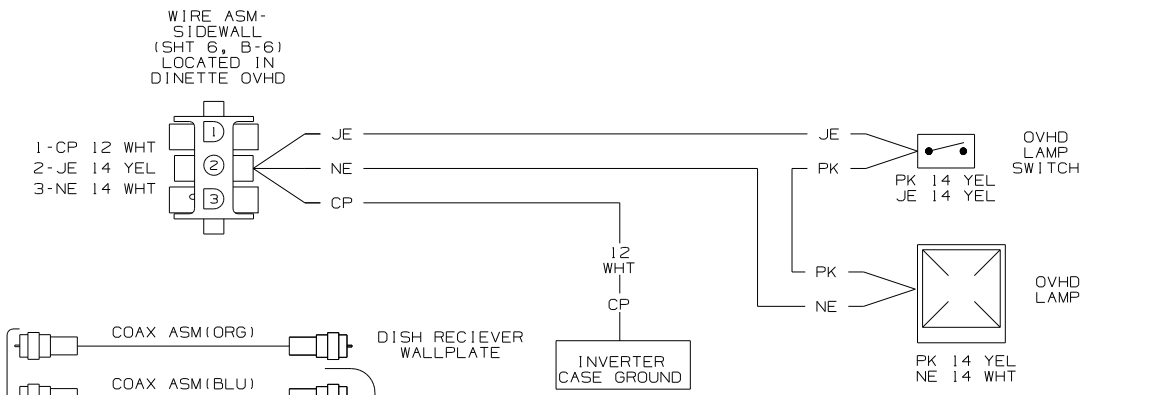 WIRE ASM-
SIDEWALL
(SHT 6, B-6)
LOCATED IN
DINETTE OVHD
1-CP 12 WHT
2-JE 14 YEL
3-NE 14 WHT
1
2
3
JE
NE
CP
JE
PK
OVHD
LAMP
SWITCH
PK 14 YEL
JE 14 YEL
12
WHT
CP
PK
NE
OVHD
LAMP
PK 14 YEL
NE 14 WHT
INVERTER
CASE GROUND
COAX ASM(ORG)
DISH RECIEVER
WALLPLATE
COAX ASM(BLU)